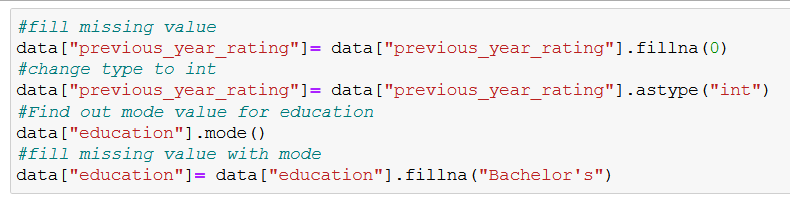 #fill missing value
data["previous_year_rating"]= data["previous_year_rating"].fillna(0)
#change type to int
data["previous_year_rating"]= data["previous_year_rating"].astype("int")
#Find out mode value for education
data["education"].mode()
#fill missing value with mode
data["education"]= data["education"].fillna("Bachelor's")